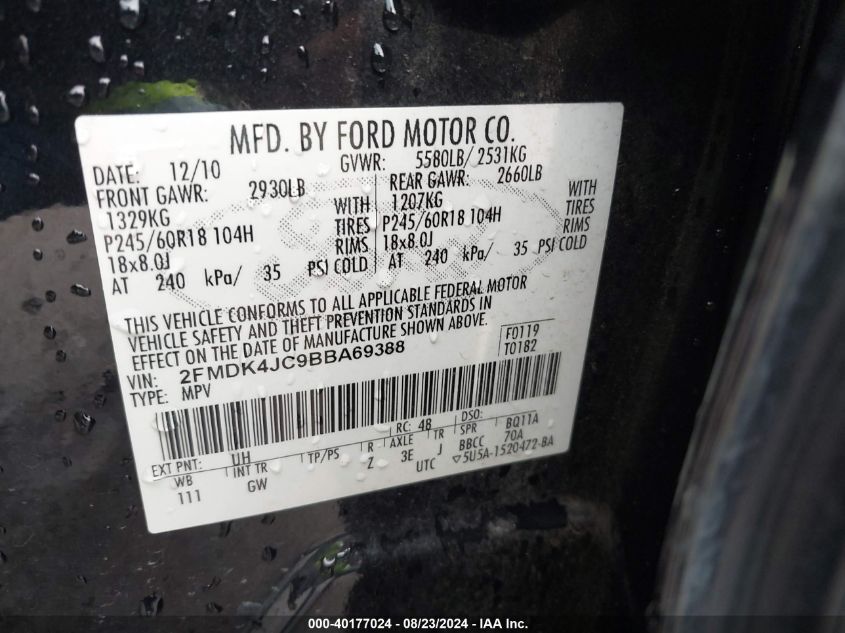 MFD. BY FORD MOTOR CO.
DATE: 12/10 GVWR: 5580LB/ 2531KG
FRONT GAWR: 2930LB REAR GAWR: 2660LB
1329KG WITH 1207KG WITH
P245/60R18 104H TIRES P245/60R18 104H TIRES
18x8.0J RIMS 18x8.0J RIMS
AT 240 kPa/ 35 PSI COLD AT 240 kPa/ 35 PSI COLD
THIS VEHICLE CONFORMS TO ALL APPLICABLE FEDERAL MOTOR
VEHICLE SAFETY AND THEFT PREVENTION STANDARDS IN
EFFECT ON THE DATE OF MANUFACTURE SHOWN ABOVE.
VIN: 2FMDK4JC9BBA69388 F0119
TYPE: MPV T0182
EXT PNT: UH RC: 48 DSO:
WB INT TR TP/PS R AXLE TR SPR BQ11A
111 GW Z 3E J BBCC 70A
UTC ▽5U5A-1520472-BA
000-40177024 - 08/23/2024 - IAA Inc.